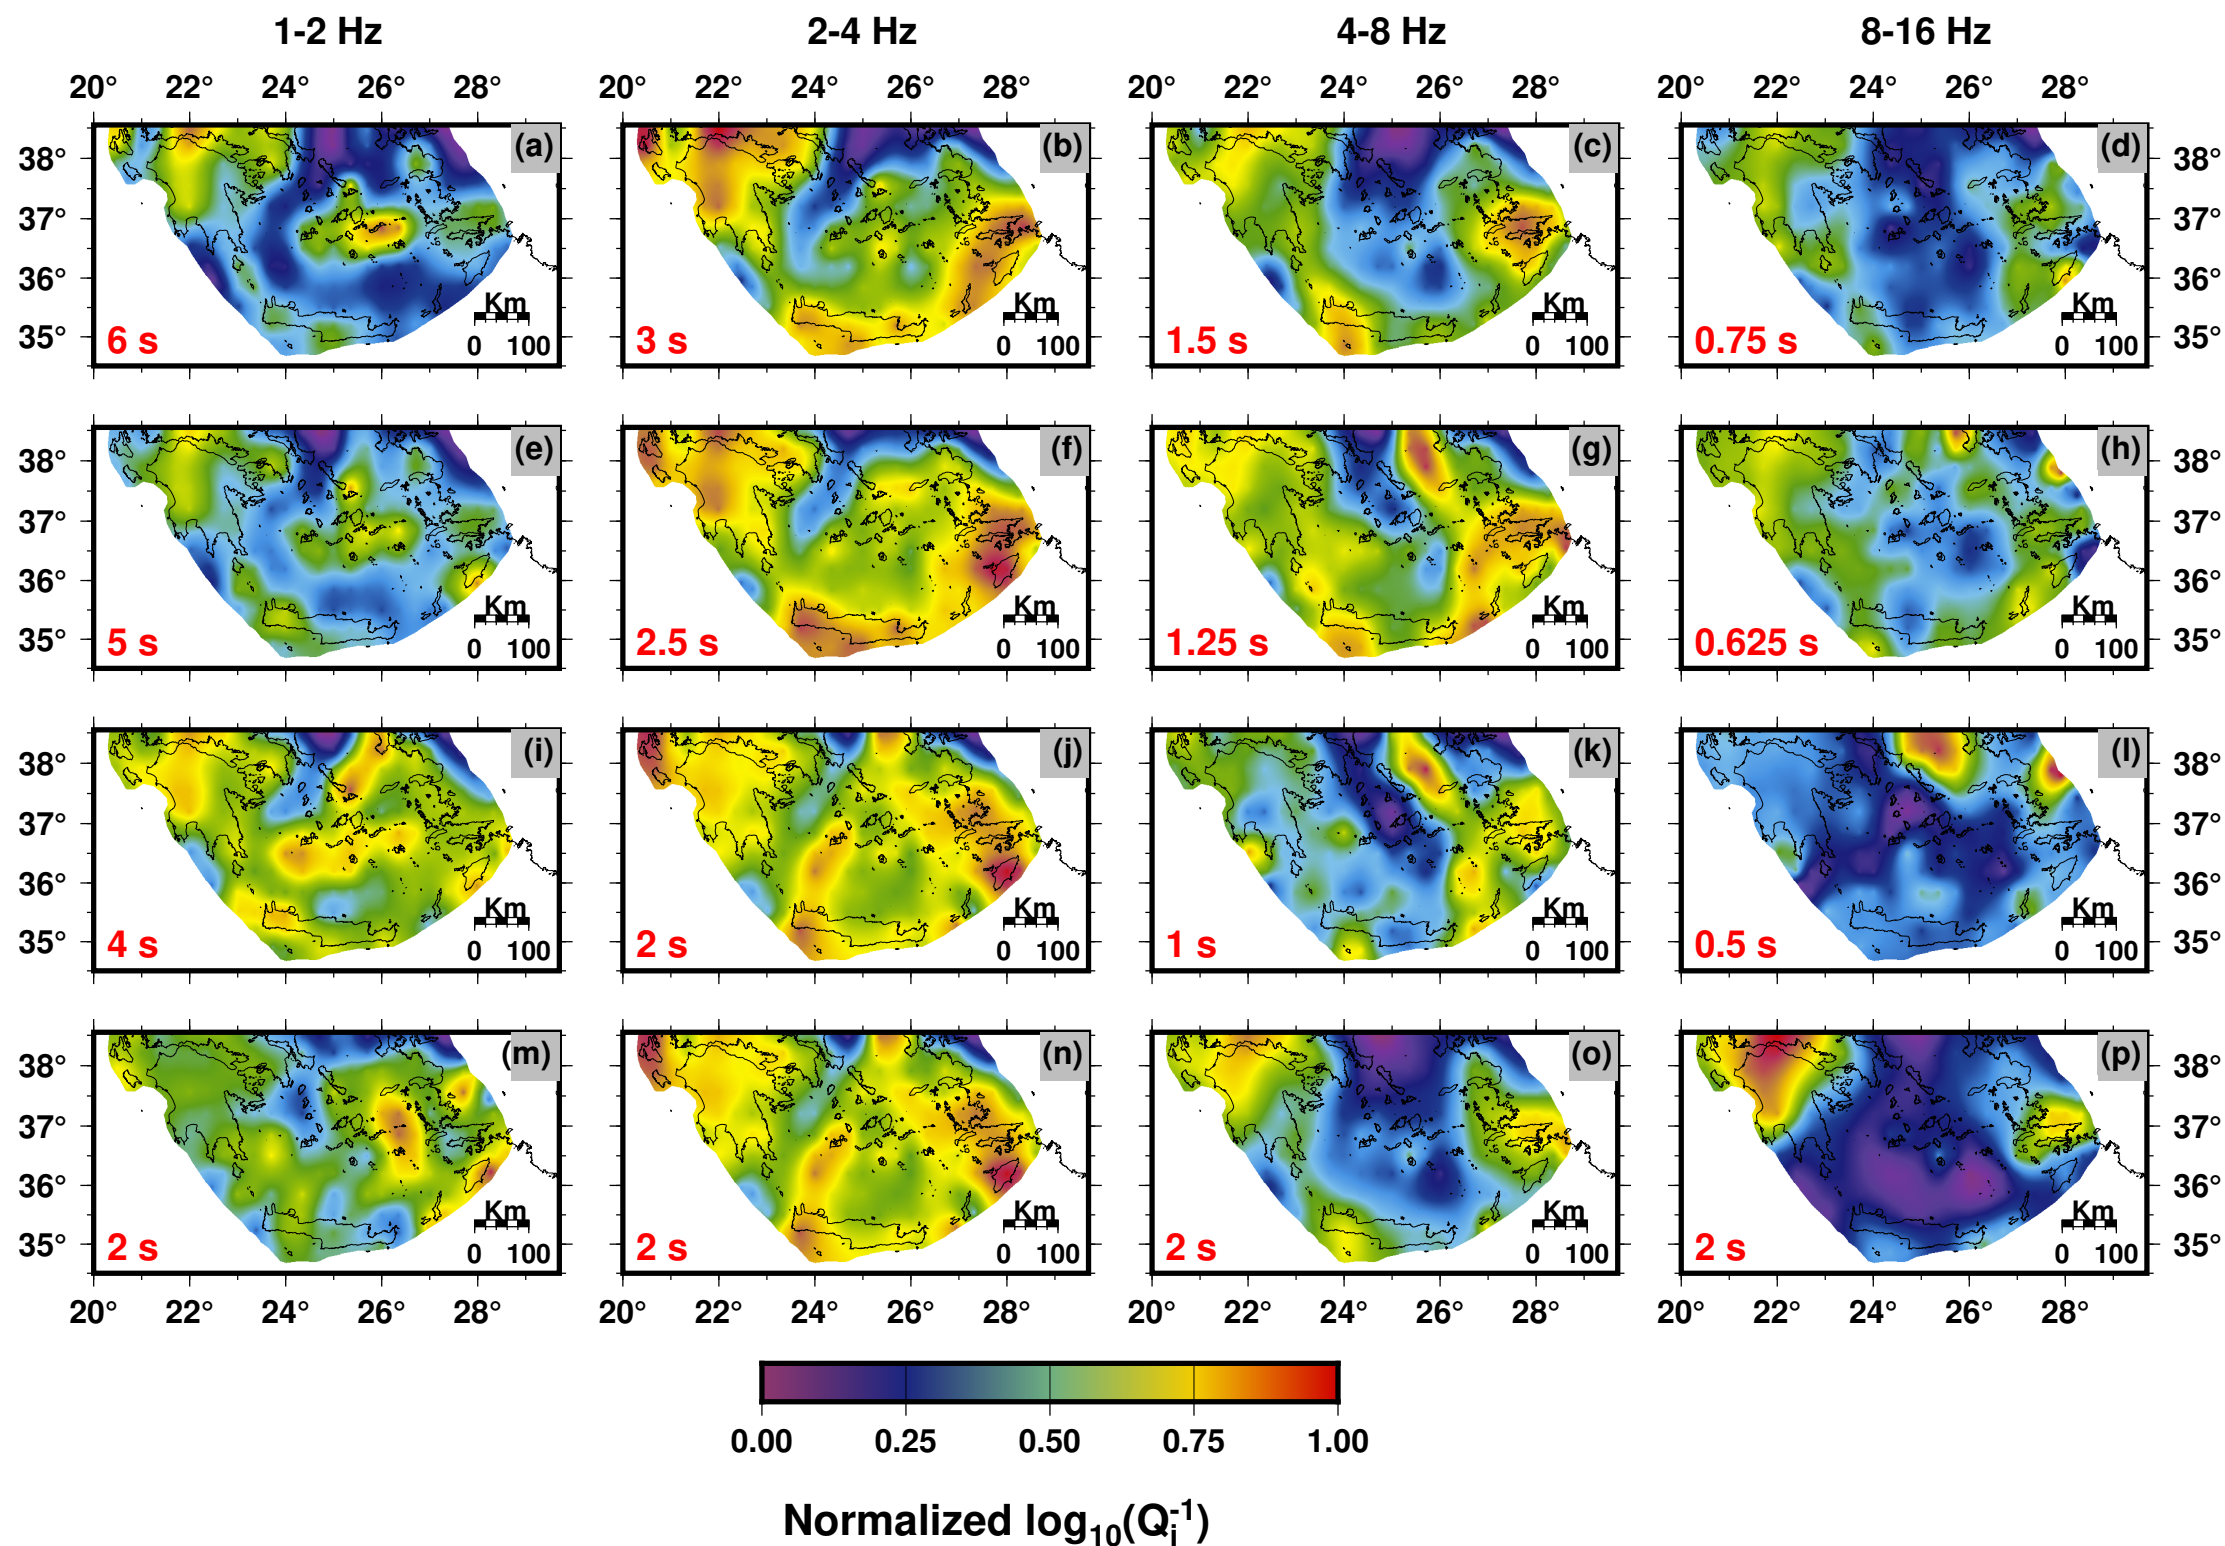 1-2 Hz 2-4 Hz 4-8 Hz 8-16 Hz
20° 22° 24° 26° 28° 20° 22° 24° 26° 28° 20° 22° 24° 26° 28° 20° 22° 24° 26° 28°
38° (a) (b) (c) (d) 38°
37° 37°
36° 36°
Km Km Km Km
35° 6 s 3 s 1.5 s 0.75 s 35°
0 100 0 100 0 100 0 100
38° (e) (f) (g) (h) 38°
37° 37°
36° 36°
Km Km Km Km
35° 5 s 2.5 s 1.25 s 0.625 s 35°
0 100 0 100 0 100 0 100
38° (i) (j) (k) (l) 38°
37° 37°
36° 36°
Km Km Km Km
35° 4 s 2 s 1 s 0.5 s 35°
0 100 0 100 0 100 0 100
38° (m) (n) (o) (p) 38°
37° 37°
36° 36°
Km Km Km Km
35° 2 s 2 s 2 s 2 s 35°
0 100 0 100 0 100 0 100
20° 22° 24° 26° 28° 20° 22° 24° 26° 28° 20° 22° 24° 26° 28° 20° 22° 24° 26° 28°
0.00 0.25 0.50 0.75 1.00
Normalized log₁₀(Qᵢ⁻¹)